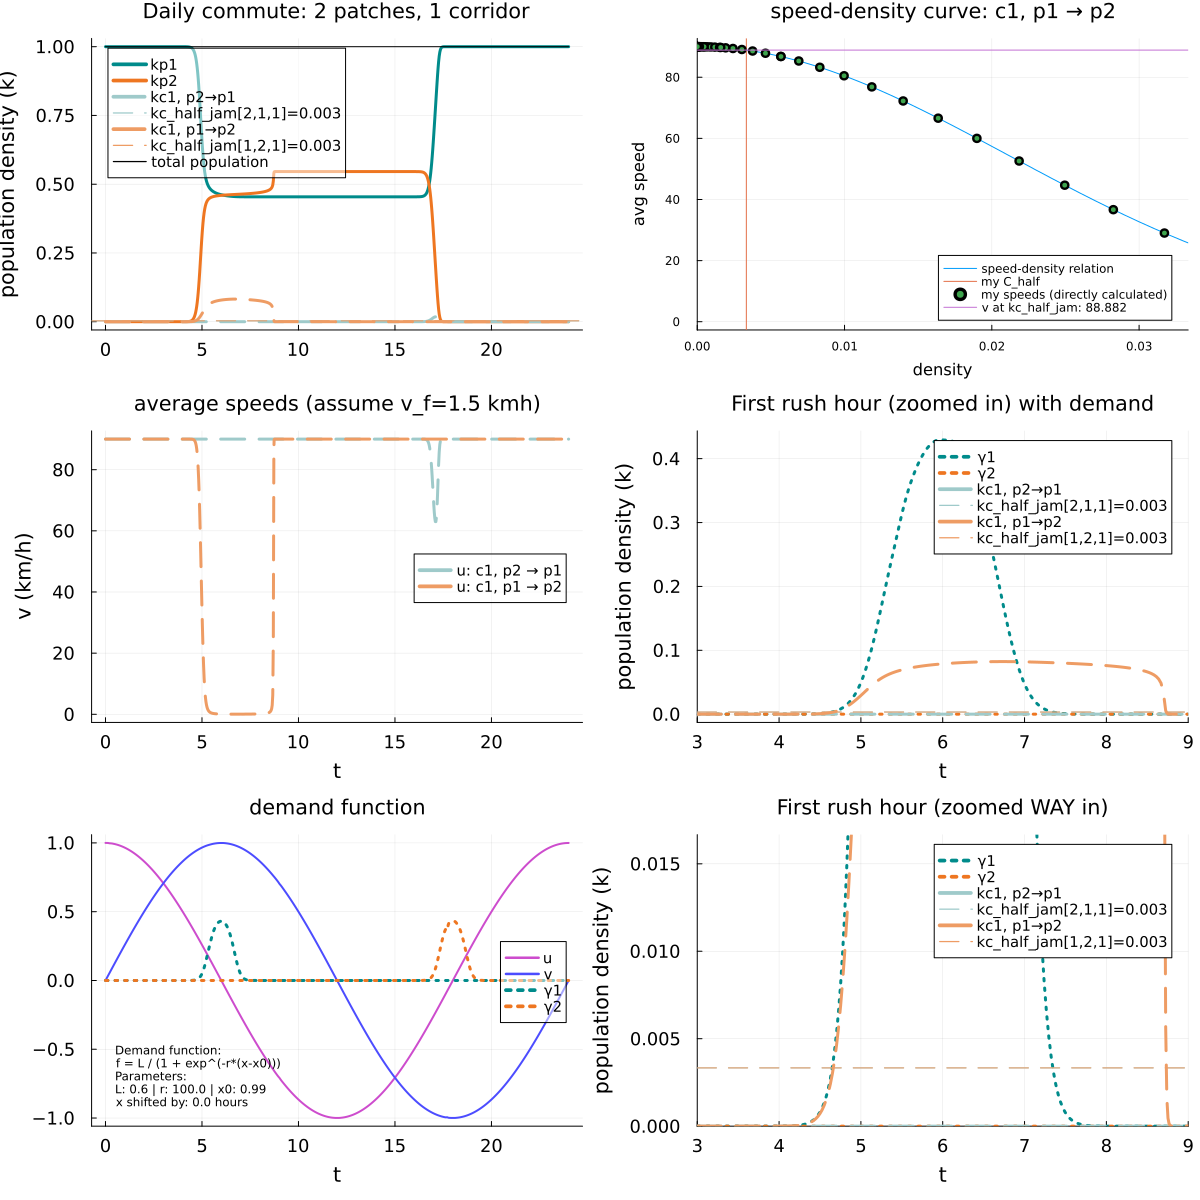 Daily commute: 2 patches, 1 corridor
population density (k)
1.00
0.75
0.50
0.25
0.00
0
5
10
15
20
kp1
kp2
kc1, p2→p1
kc_half_jam[2,1,1]=0.003
kc1, p1→p2
kc_half_jam[1,2,1]=0.003
total population
speed-density curve: c1, p1 → p2
avg speed
80
60
40
20
0
0.00
0.01
0.02
0.03
density
speed-density relation
my C_half
my speeds (directly calculated)
v at kc_half_jam: 88.882
average speeds (assume v_f=1.5 kmh)
v (km/h)
80
60
40
20
0
0
5
10
15
20
t
u: c1, p2 → p1
u: c1, p1 → p2
First rush hour (zoomed in) with demand
population density (k)
0.4
0.3
0.2
0.1
0.0
3
4
5
6
7
8
9
t
γ1
γ2
kc1, p2→p1
kc_half_jam[2,1,1]=0.003
kc1, p1→p2
kc_half_jam[1,2,1]=0.003
demand function
1.0
0.5
0.0
−0.5
−1.0
0
5
10
15
20
t
u
v
γ1
γ2
Demand function:
f = L / (1 + exp^(-r*(x-x0)))
Parameters:
L: 0.6 | r: 100.0 | x0: 0.99
x shifted by: 0.0 hours
First rush hour (zoomed WAY in)
population density (k)
0.015
0.010
0.005
0.000
3
4
5
6
7
8
9
t
γ1
γ2
kc1, p2→p1
kc_half_jam[2,1,1]=0.003
kc1, p1→p2
kc_half_jam[1,2,1]=0.003